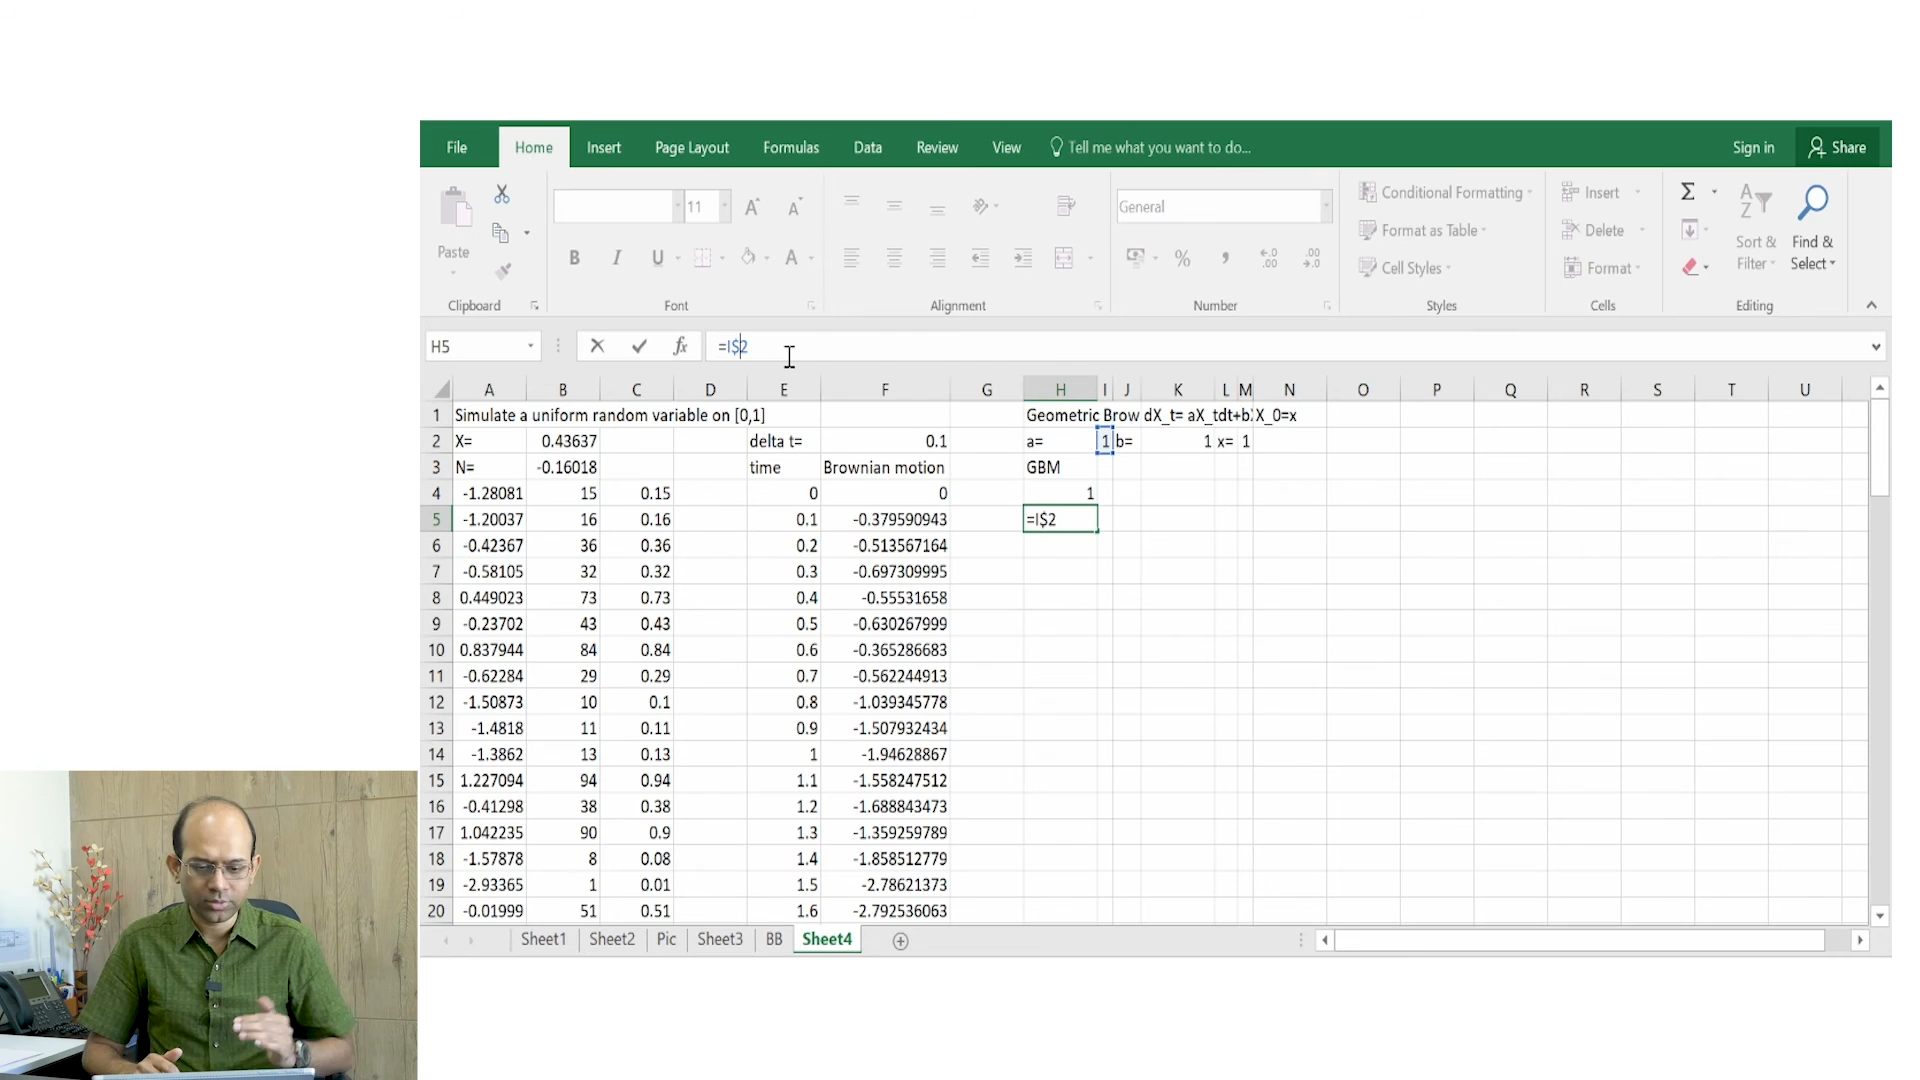 File Home Insert Page Layout Formulas Data Review View Tell me what you want to do... Sign in Share
Paste
11
B I U A
General
% ,
Conditional Formatting
Format as Table
Cell Styles
Insert
Delete
Format
Σ
Sort & Filter
Find & Select
Clipboard Font Alignment Number Styles Cells Editing
H5 fx =I$2
A B C D E F G H I J K L M N O P Q R S T U
1 Simulate a uniform random variable on [0,1] Geometric Brow dX_t= aX_tdt+b X_0=x
2 X= 0.43637 delta t= 0.1 a= 1 b= 1 x= 1
3 N= -0.16018 time Brownian motion GBM
4 -1.28081 15 0.15 0 0 1
5 -1.20037 16 0.16 0.1 -0.379590943 =I$2
6 -0.42367 36 0.36 0.2 -0.513567164
7 -0.58105 32 0.32 0.3 -0.697309995
8 0.449023 73 0.73 0.4 -0.55531658
9 -0.23702 43 0.43 0.5 -0.630267999
10 0.837944 84 0.84 0.6 -0.365286683
11 -0.62284 29 0.29 0.7 -0.562244913
12 -1.50873 10 0.1 0.8 -1.039345778
13 -1.4818 11 0.11 0.9 -1.507932434
14 -1.3862 13 0.13 1 -1.94628867
15 1.227094 94 0.94 1.1 -1.558247512
16 -0.41298 38 0.38 1.2 -1.688843473
17 1.042235 90 0.9 1.3 -1.359259789
18 -1.57878 8 0.08 1.4 -1.858512779
19 -2.93365 1 0.01 1.5 -2.78621373
20 -0.01999 51 0.51 1.6 -2.792536063
Sheet1 Sheet2 Pic Sheet3 BB Sheet4